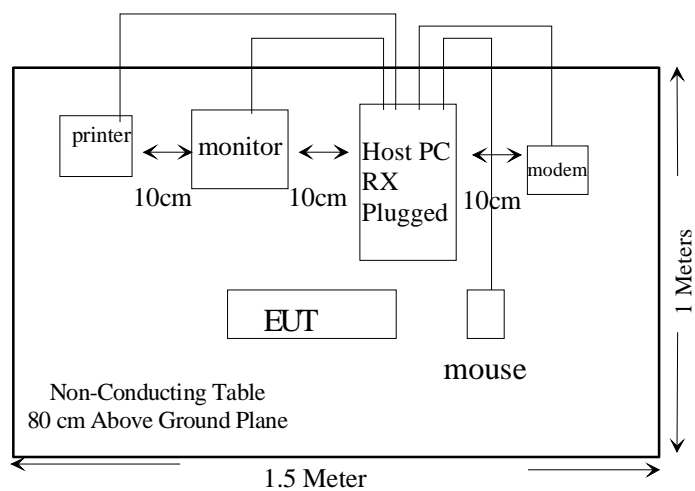 printer
monitor
Host PC
RX
Plugged
modem
10cm
10cm
10cm
EUT
mouse
Non-Conducting Table
80 cm Above Ground Plane
1 Meters
1.5 Meter